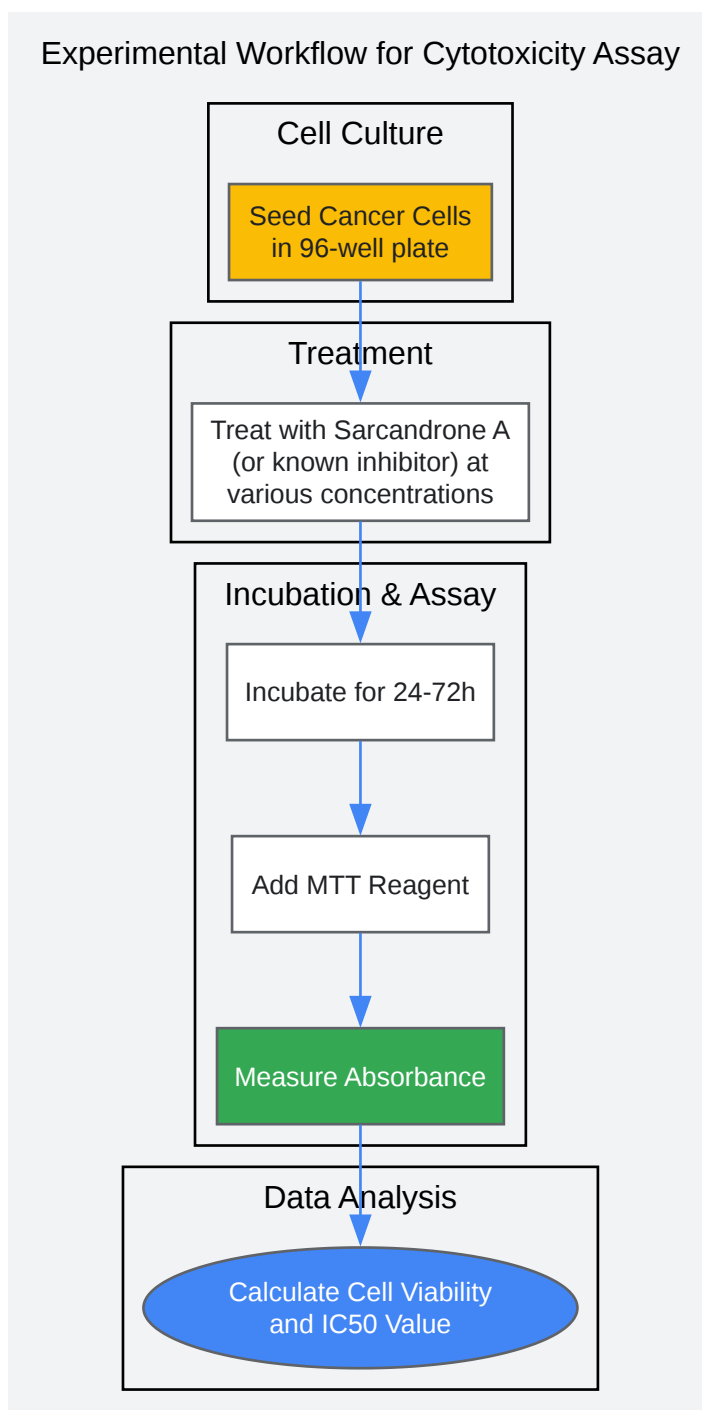 Experimental Workflow for Cytotoxicity Assay
Cell Culture
Seed Cancer Cells
in 96-well plate
Treatment
Treat with Sarcandrone A
(or known inhibitor) at
various concentrations
Incubation & Assay
Incubate for 24-72h
Add MTT Reagent
Measure Absorbance
Data Analysis
Calculate Cell Viability
and IC50 Value